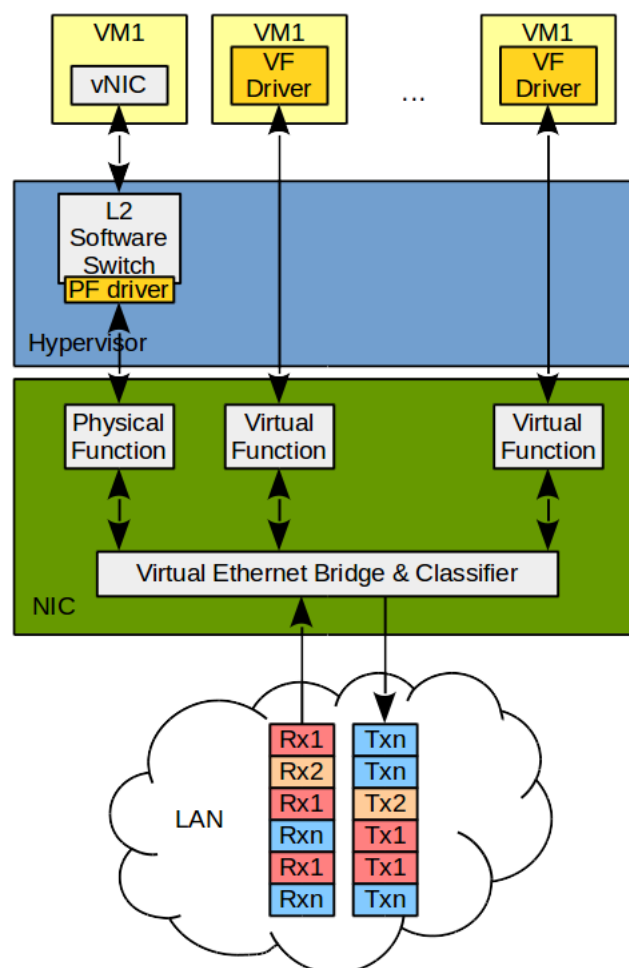 VM1
VM1
VM1
vNIC
VF
Driver
...
VF
Driver
L2
Software
Switch
PF driver
Hypervisor
Physical
Function
Virtual
Function
Virtual
Function
Virtual Ethernet Bridge & Classifier
NIC
LAN
Rx1
Rx2
Rx1
Rxn
Rx1
Rxn
Txn
Txn
Tx2
Tx1
Tx1
Txn